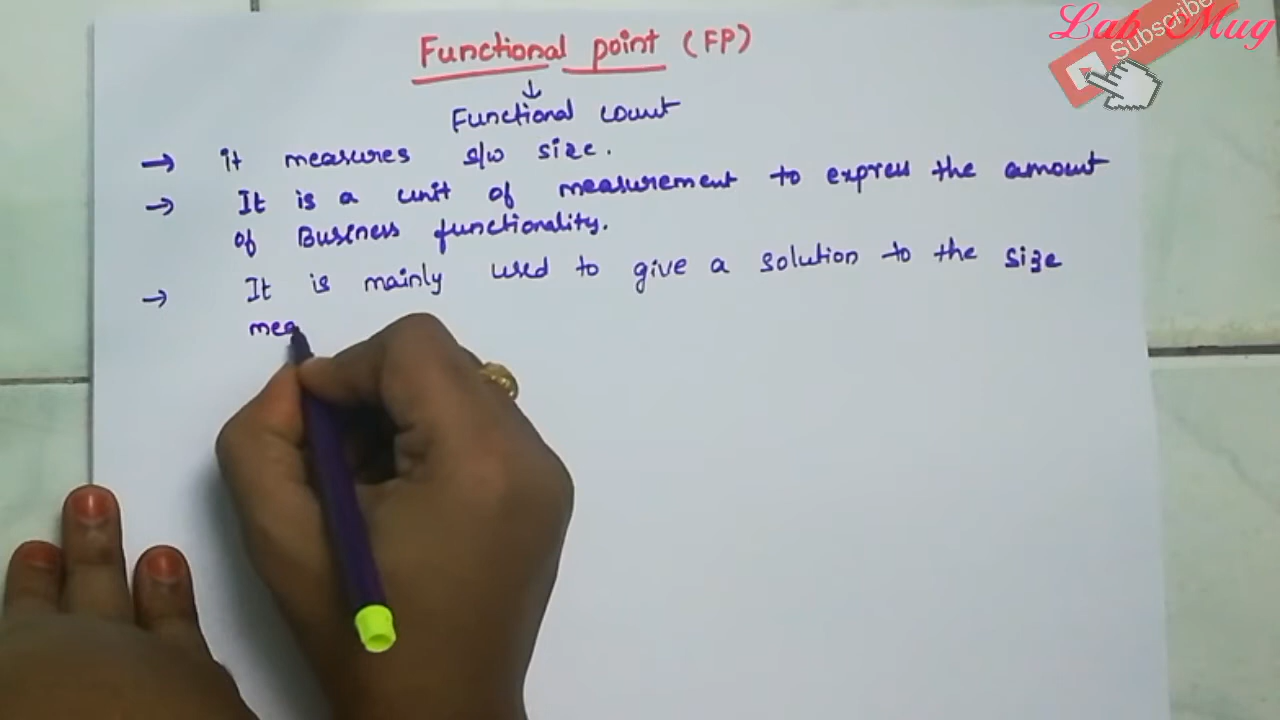 Lab Mug
Subscribe
Functional point (FP)
↓
Functional count
→ it measures s/w size.
→ It is a unit of measurement to express the amount
of Business functionality.
→ It is mainly used to give a solution to the size
mea